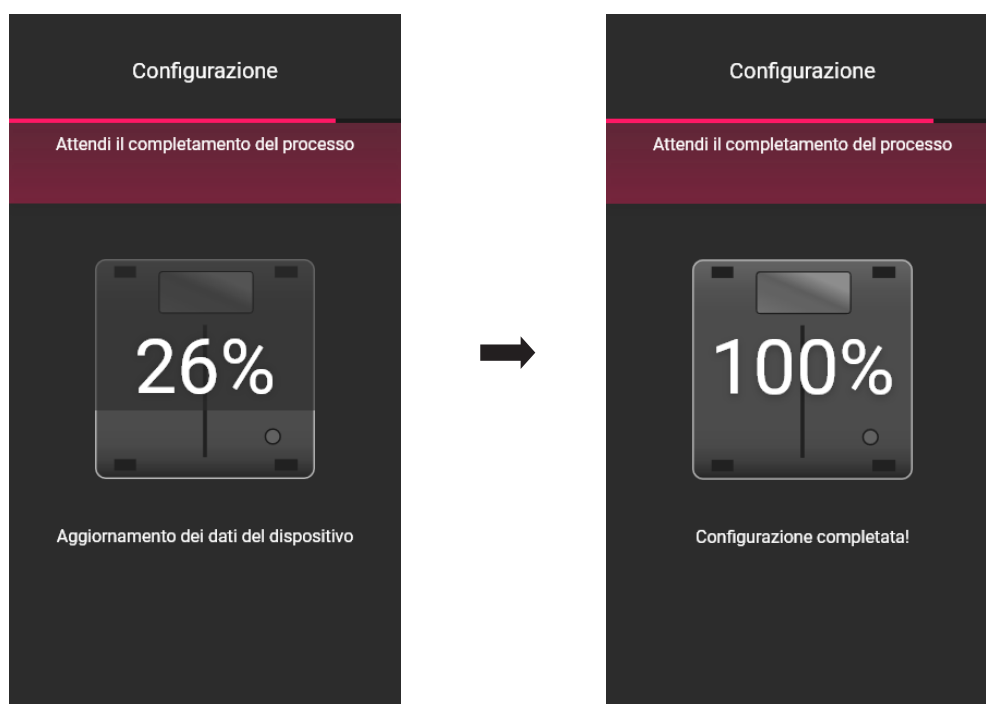 Configurazione
Attendi il completamento del processo
26%
Aggiornamento dei dati del dispositivo
Configurazione
Attendi il completamento del processo
100%
Configurazione completata!